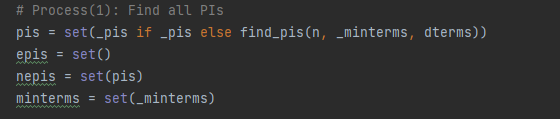 # Process(1): Find all PIs
pis = set(_pis if _pis else find_pis(n, _minterms, dterms))
epis = set()
nepis = set(pis)
minterms = set(_minterms)